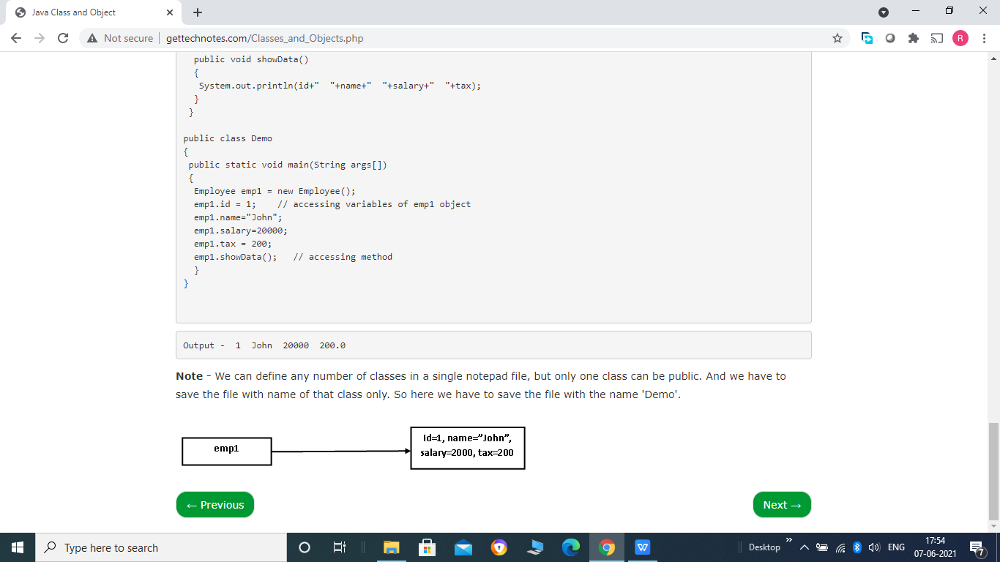 Java Class and Object
Not secure
gettechnotes.com/Classes_and_Objects.php
R
public void showData()
{
System.out.println(id+"  "+name+"  "+salary+"  "+tax);
}
}
public class Demo
{
public static void main(String args[])
{
Employee emp1 = new Employee();
emp1.id = 1;    // accessing variables of emp1 object
emp1.name="John";
emp1.salary=20000;
emp1.tax = 200;
emp1.showData();   // accessing method
}
}
Output -  1  John  20000  200.0
Note - We can define any number of classes in a single notepad file, but only one class can be public. And we have to
save the file with name of that class only. So here we have to save the file with the name 'Demo'.
emp1
Id=1, name=”John”,
salary=2000, tax=200
← Previous
Next →
Type here to search
Desktop
ENG
17:54
07-06-2021
7